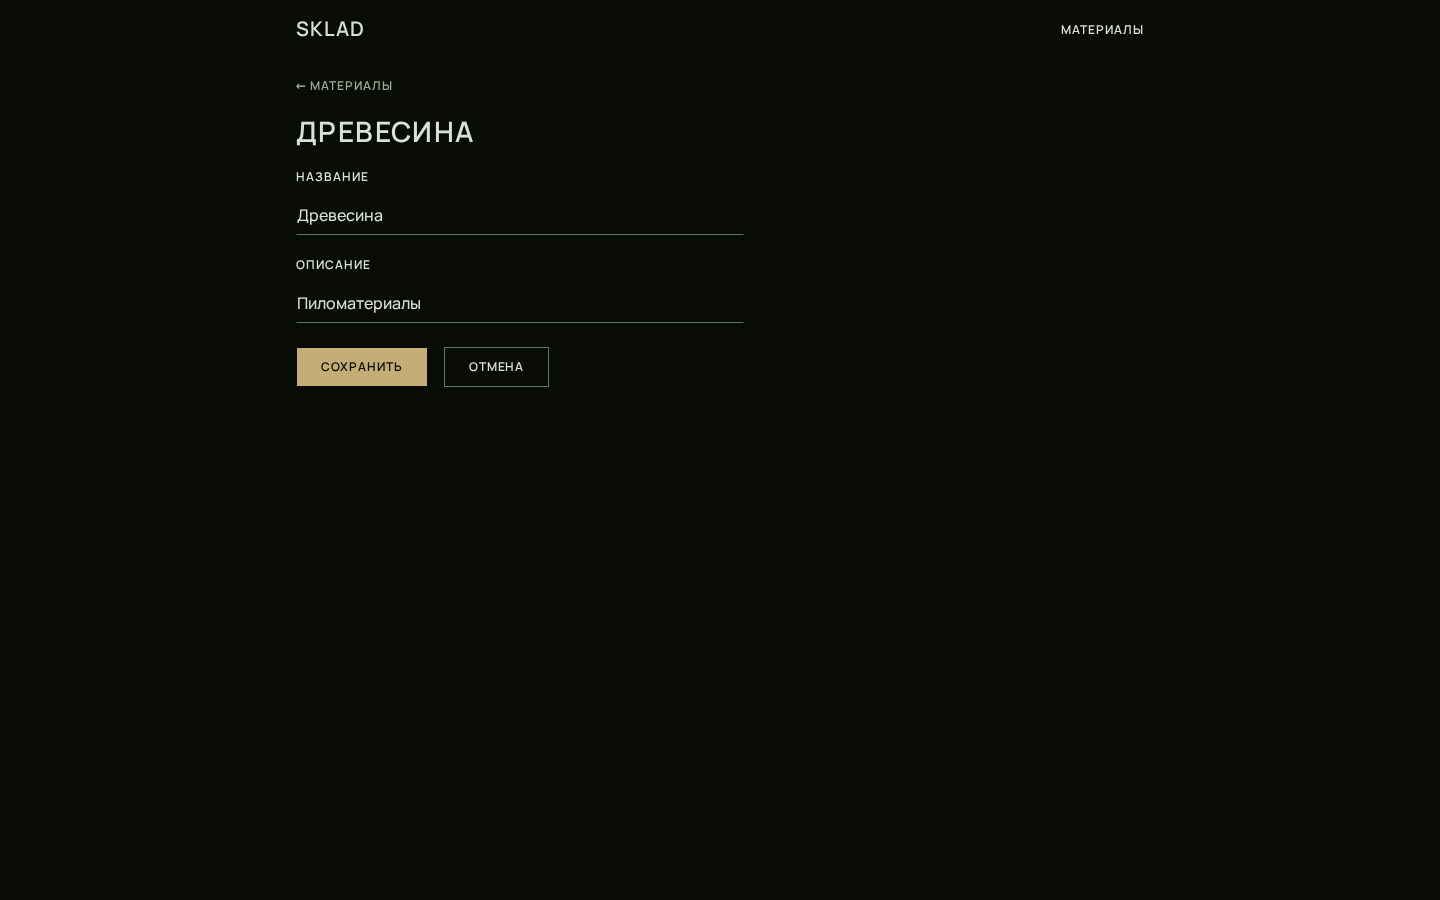 SKLAD
МАТЕРИАЛЫ
← МАТЕРИАЛЫ
ДРЕВЕСИНА
НАЗВАНИЕ
Древесина
ОПИСАНИЕ
Пиломатериалы
СОХРАНИТЬ
ОТМЕНА